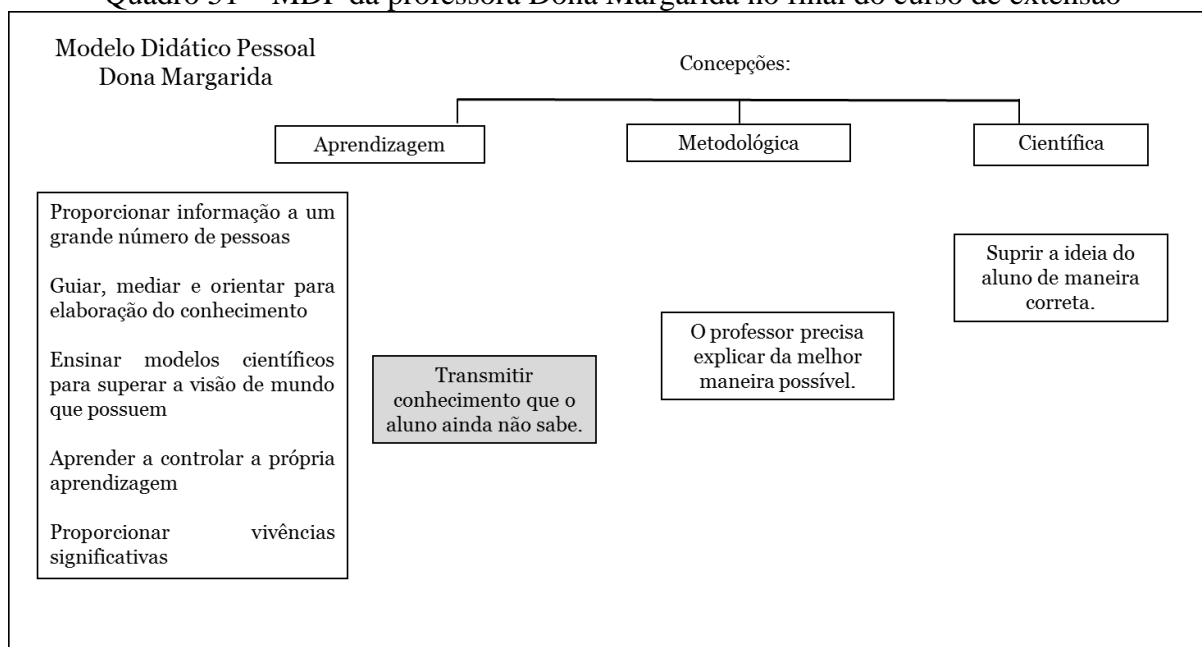 Quadro 31 – MDP da professora Dona Margarida no final do curso de extensão
Modelo Didático Pessoal
Dona Margarida
Concepções:
Aprendizagem
Metodológica
Científica
Proporcionar informação a um
grande número de pessoas
Guiar, mediar e orientar para
elaboração do conhecimento
Ensinar modelos científicos
para superar a visão de mundo
que possuem
Aprender a controlar a própria
aprendizagem
Proporcionar vivências
significativas
Transmitir
conhecimento que o
aluno ainda não sabe.
O professor precisa
explicar da melhor
maneira possível.
Suprir a ideia do
aluno de maneira
correta.